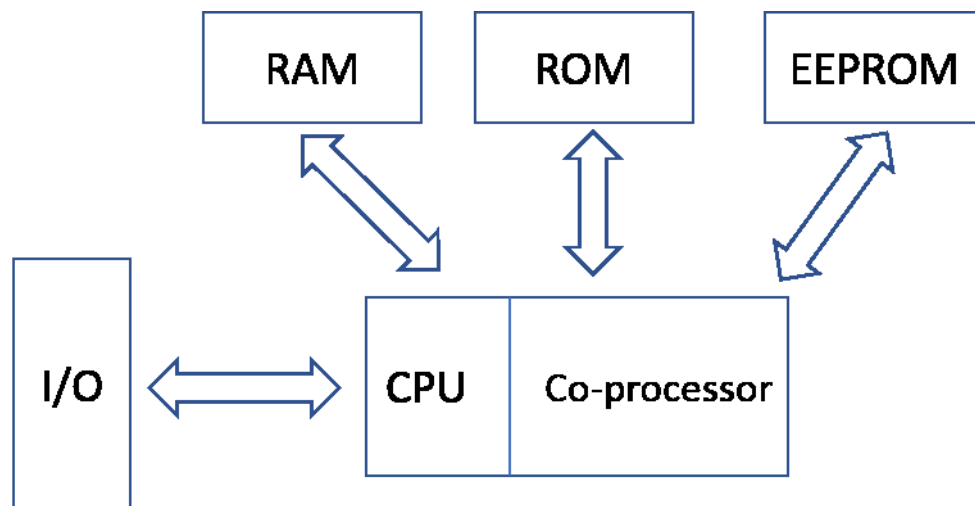 RAM
ROM
EEPROM
I/O
CPU
Co-processor